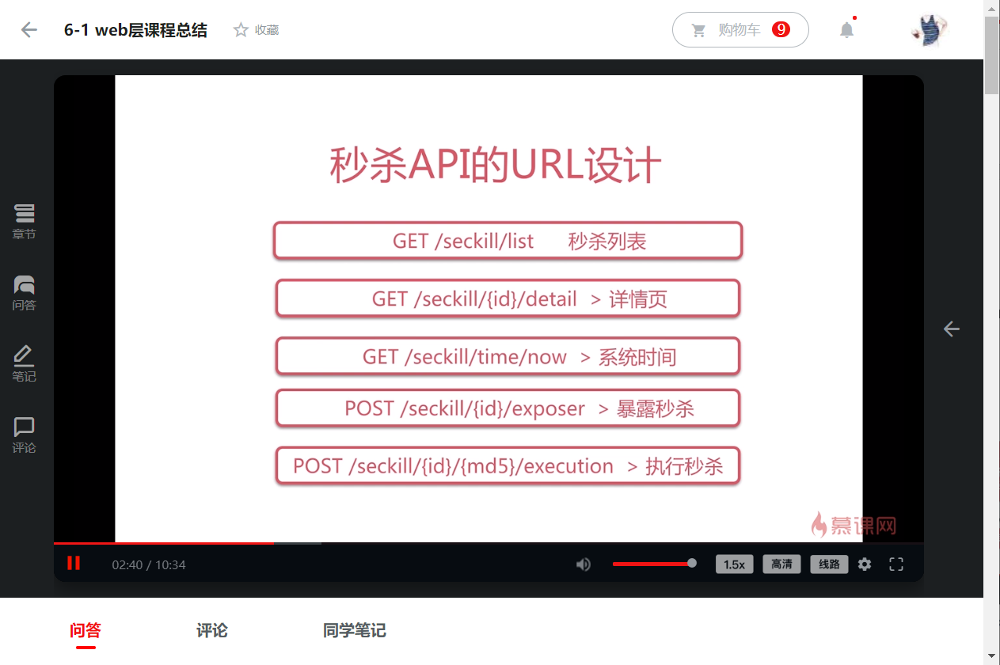 6-1 web层课程总结
收藏
购物车 9
秒杀API的URL设计
GET /seckill/list 秒杀列表
GET /seckill/{id}/detail > 详情页
GET /seckill/time/now > 系统时间
POST /seckill/{id}/exposer > 暴露秒杀
POST /seckill/{id}/{md5}/execution > 执行秒杀
章节
问答
笔记
评论
慕课网
02:40 / 10:34
1.5x 高清 线路
问答 评论 同学笔记